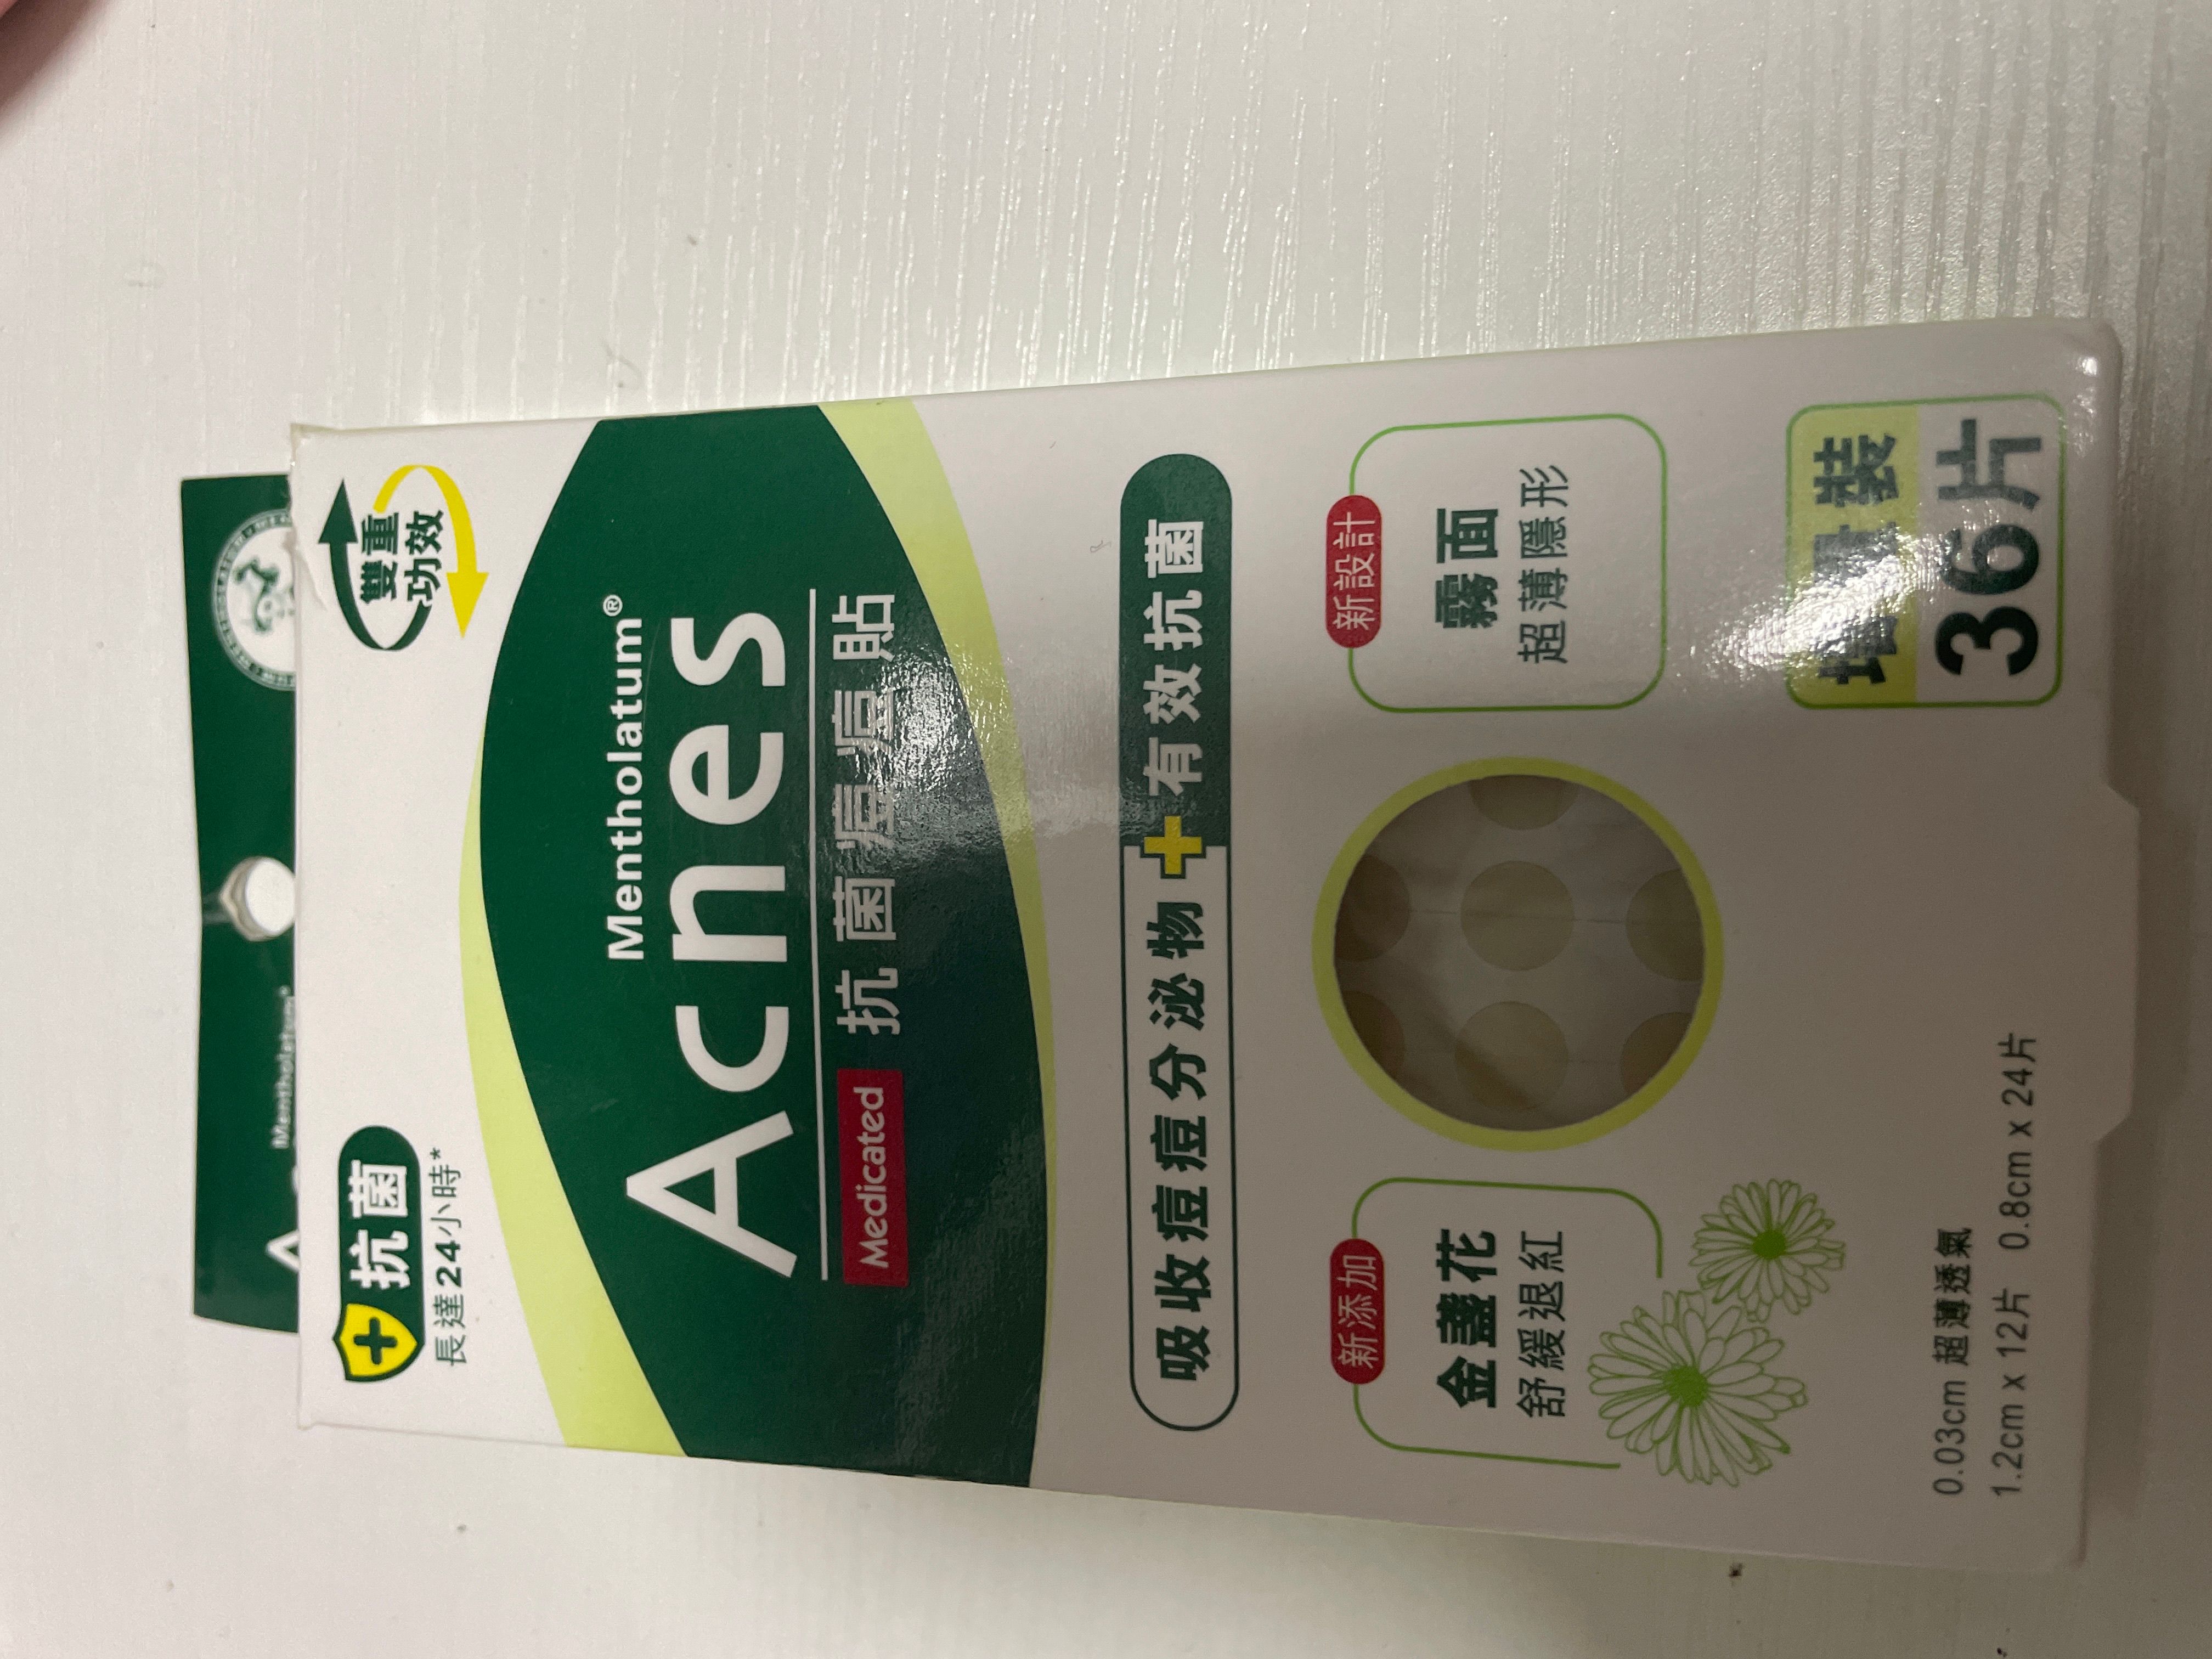 Mentholatum
抗菌
長達24小時*
雙重
功效
Mentholatum®
Acnes
Medicated 抗菌痘痘貼
吸收痘痘分泌物+有效抗菌
新添加
金盞花
舒緩退紅
新設計
霧面
超薄隱形
0.03cm 超薄透氣
1.2cm x 12片 0.8cm x 24片
36片